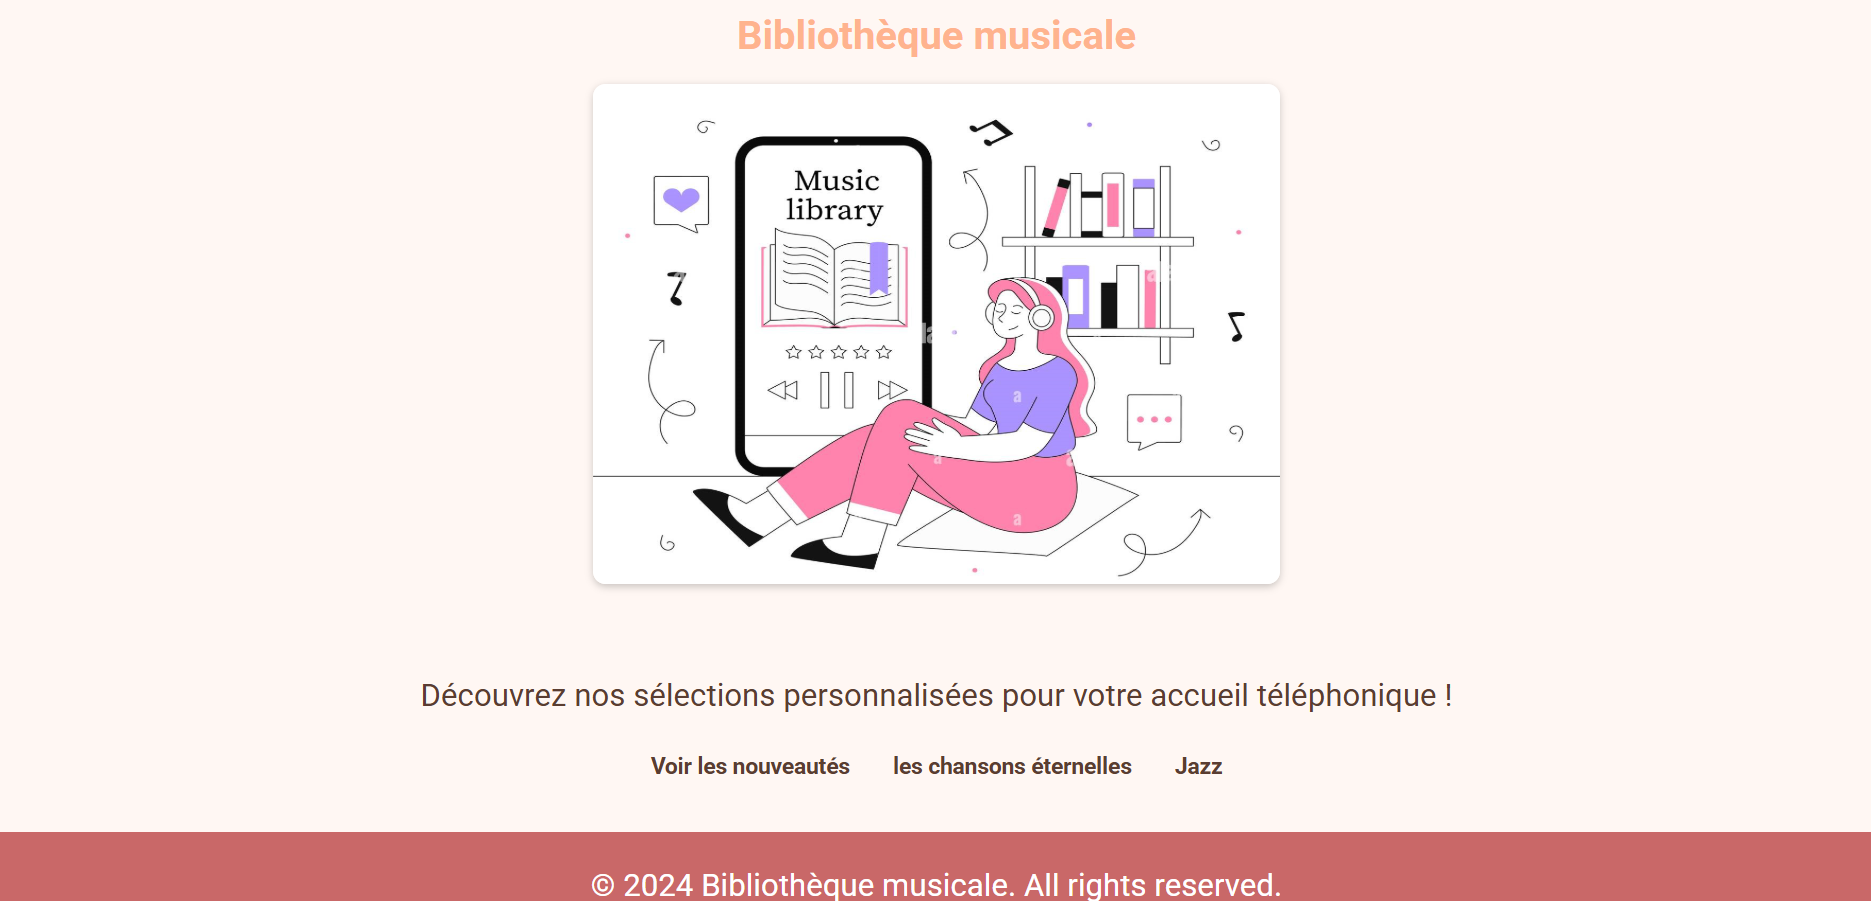 Bibliothèque musicale
Music
library
Découvrez nos sélections personnalisées pour votre accueil téléphonique !
Voir les nouveautés les chansons éternelles Jazz
© 2024 Bibliothèque musicale. All rights reserved.